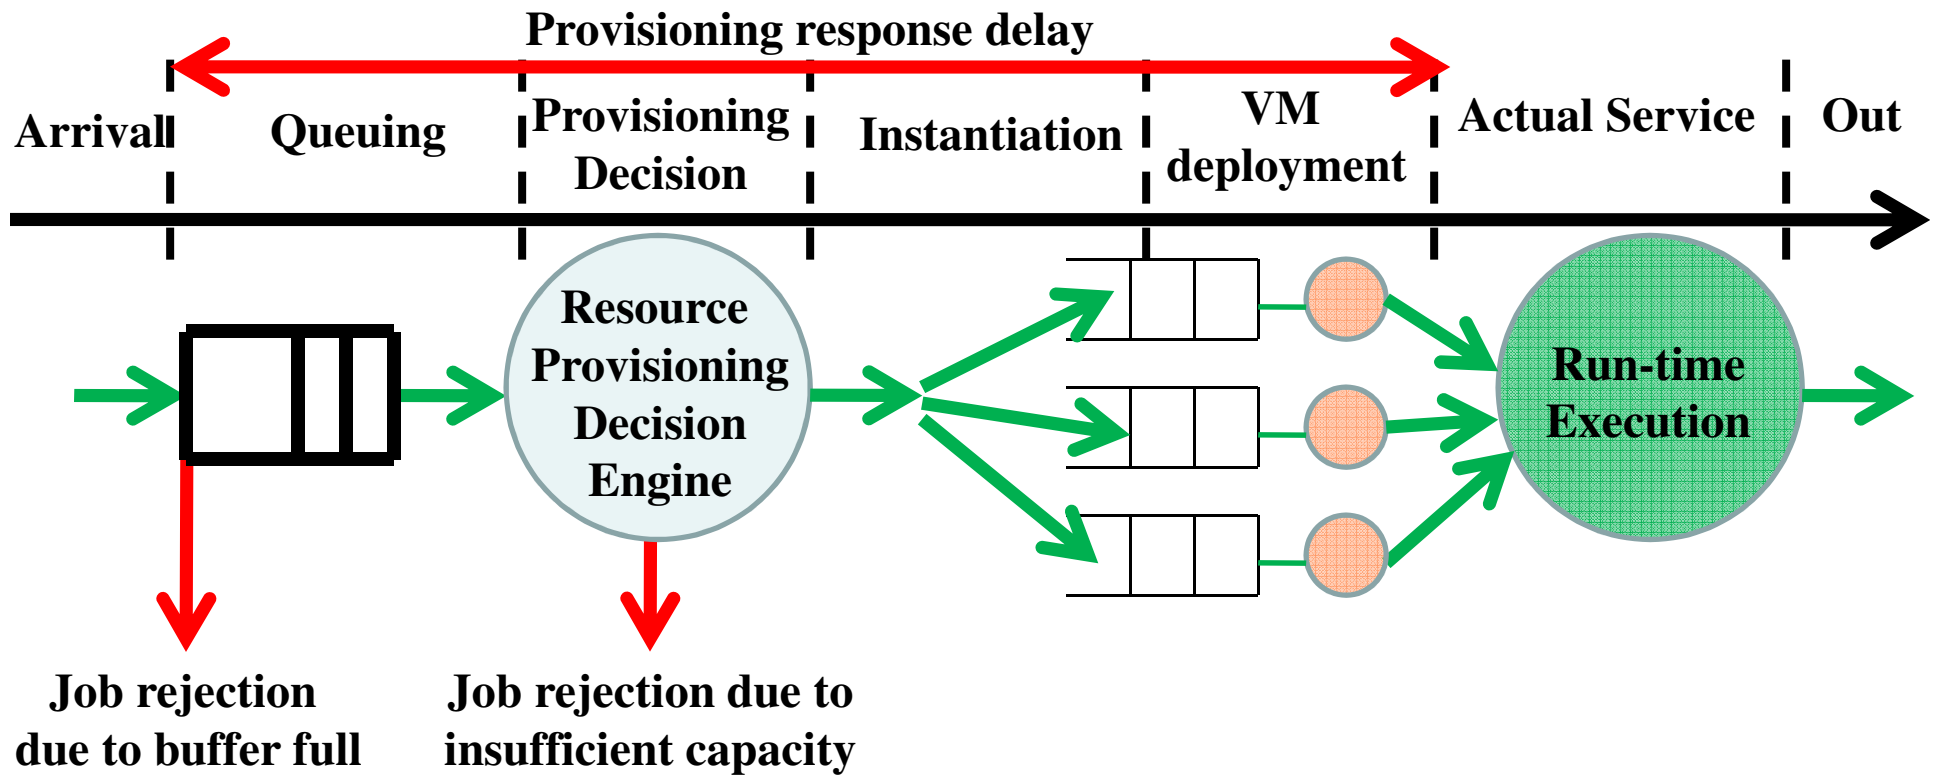 Provisioning response delay
Arrival
Queuing
Provisioning
Decision
Instantiation
VM
deployment
Actual Service
Out
Resource
Provisioning
Decision
Engine
Run-time
Execution
Job rejection
due to buffer full
Job rejection due to
insufficient capacity